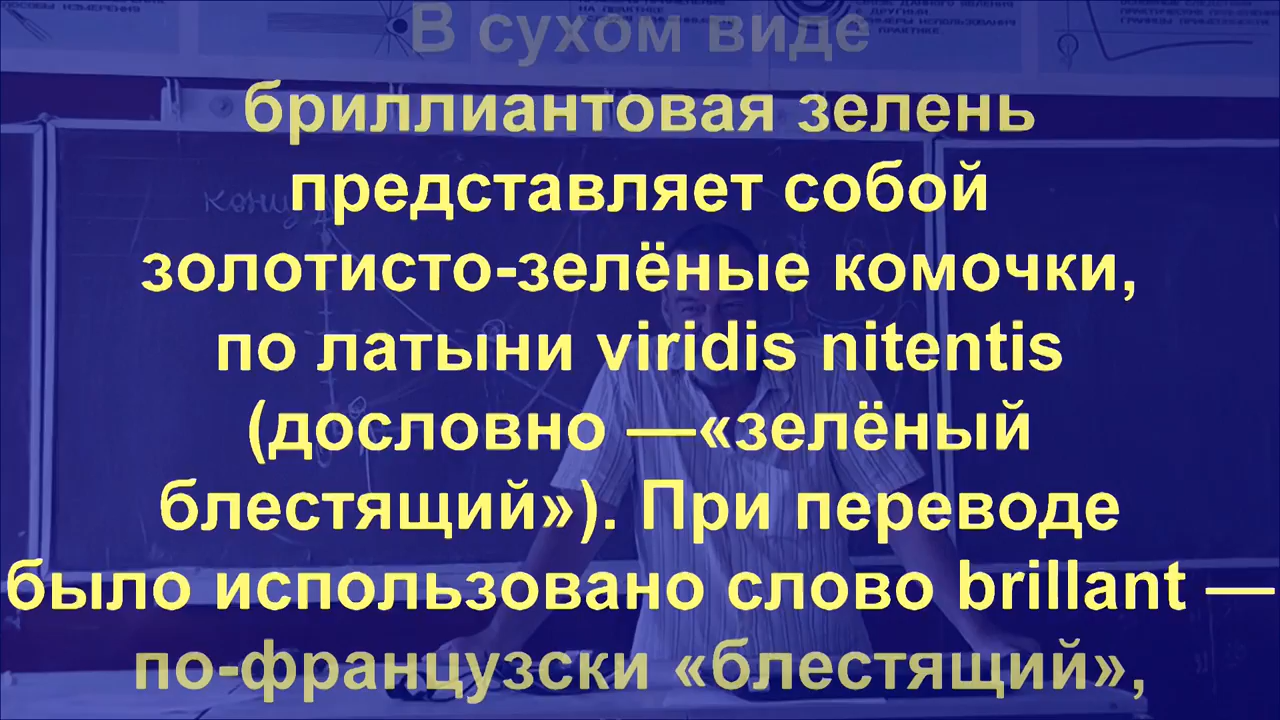 В сухом виде
бриллиантовая зелень
представляет собой
золотисто-зелёные комочки,
по латыни viridis nitentis
(дословно —«зелёный
блестящий»). При переводе
было использовано слово brillant —
по-французски «блестящий»,